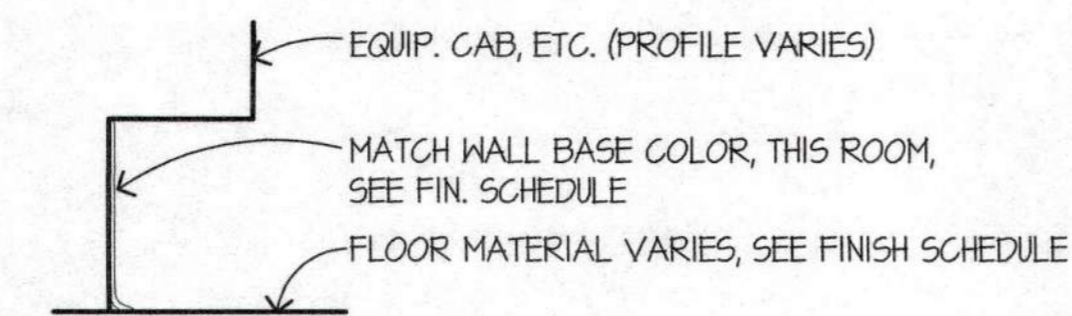 EQUIP. CAB, ETC. (PROFILE VARIES)
MATCH WALL BASE COLOR, THIS ROOM,
SEE FIN. SCHEDULE
FLOOR MATERIAL VARIES, SEE FINISH SCHEDULE